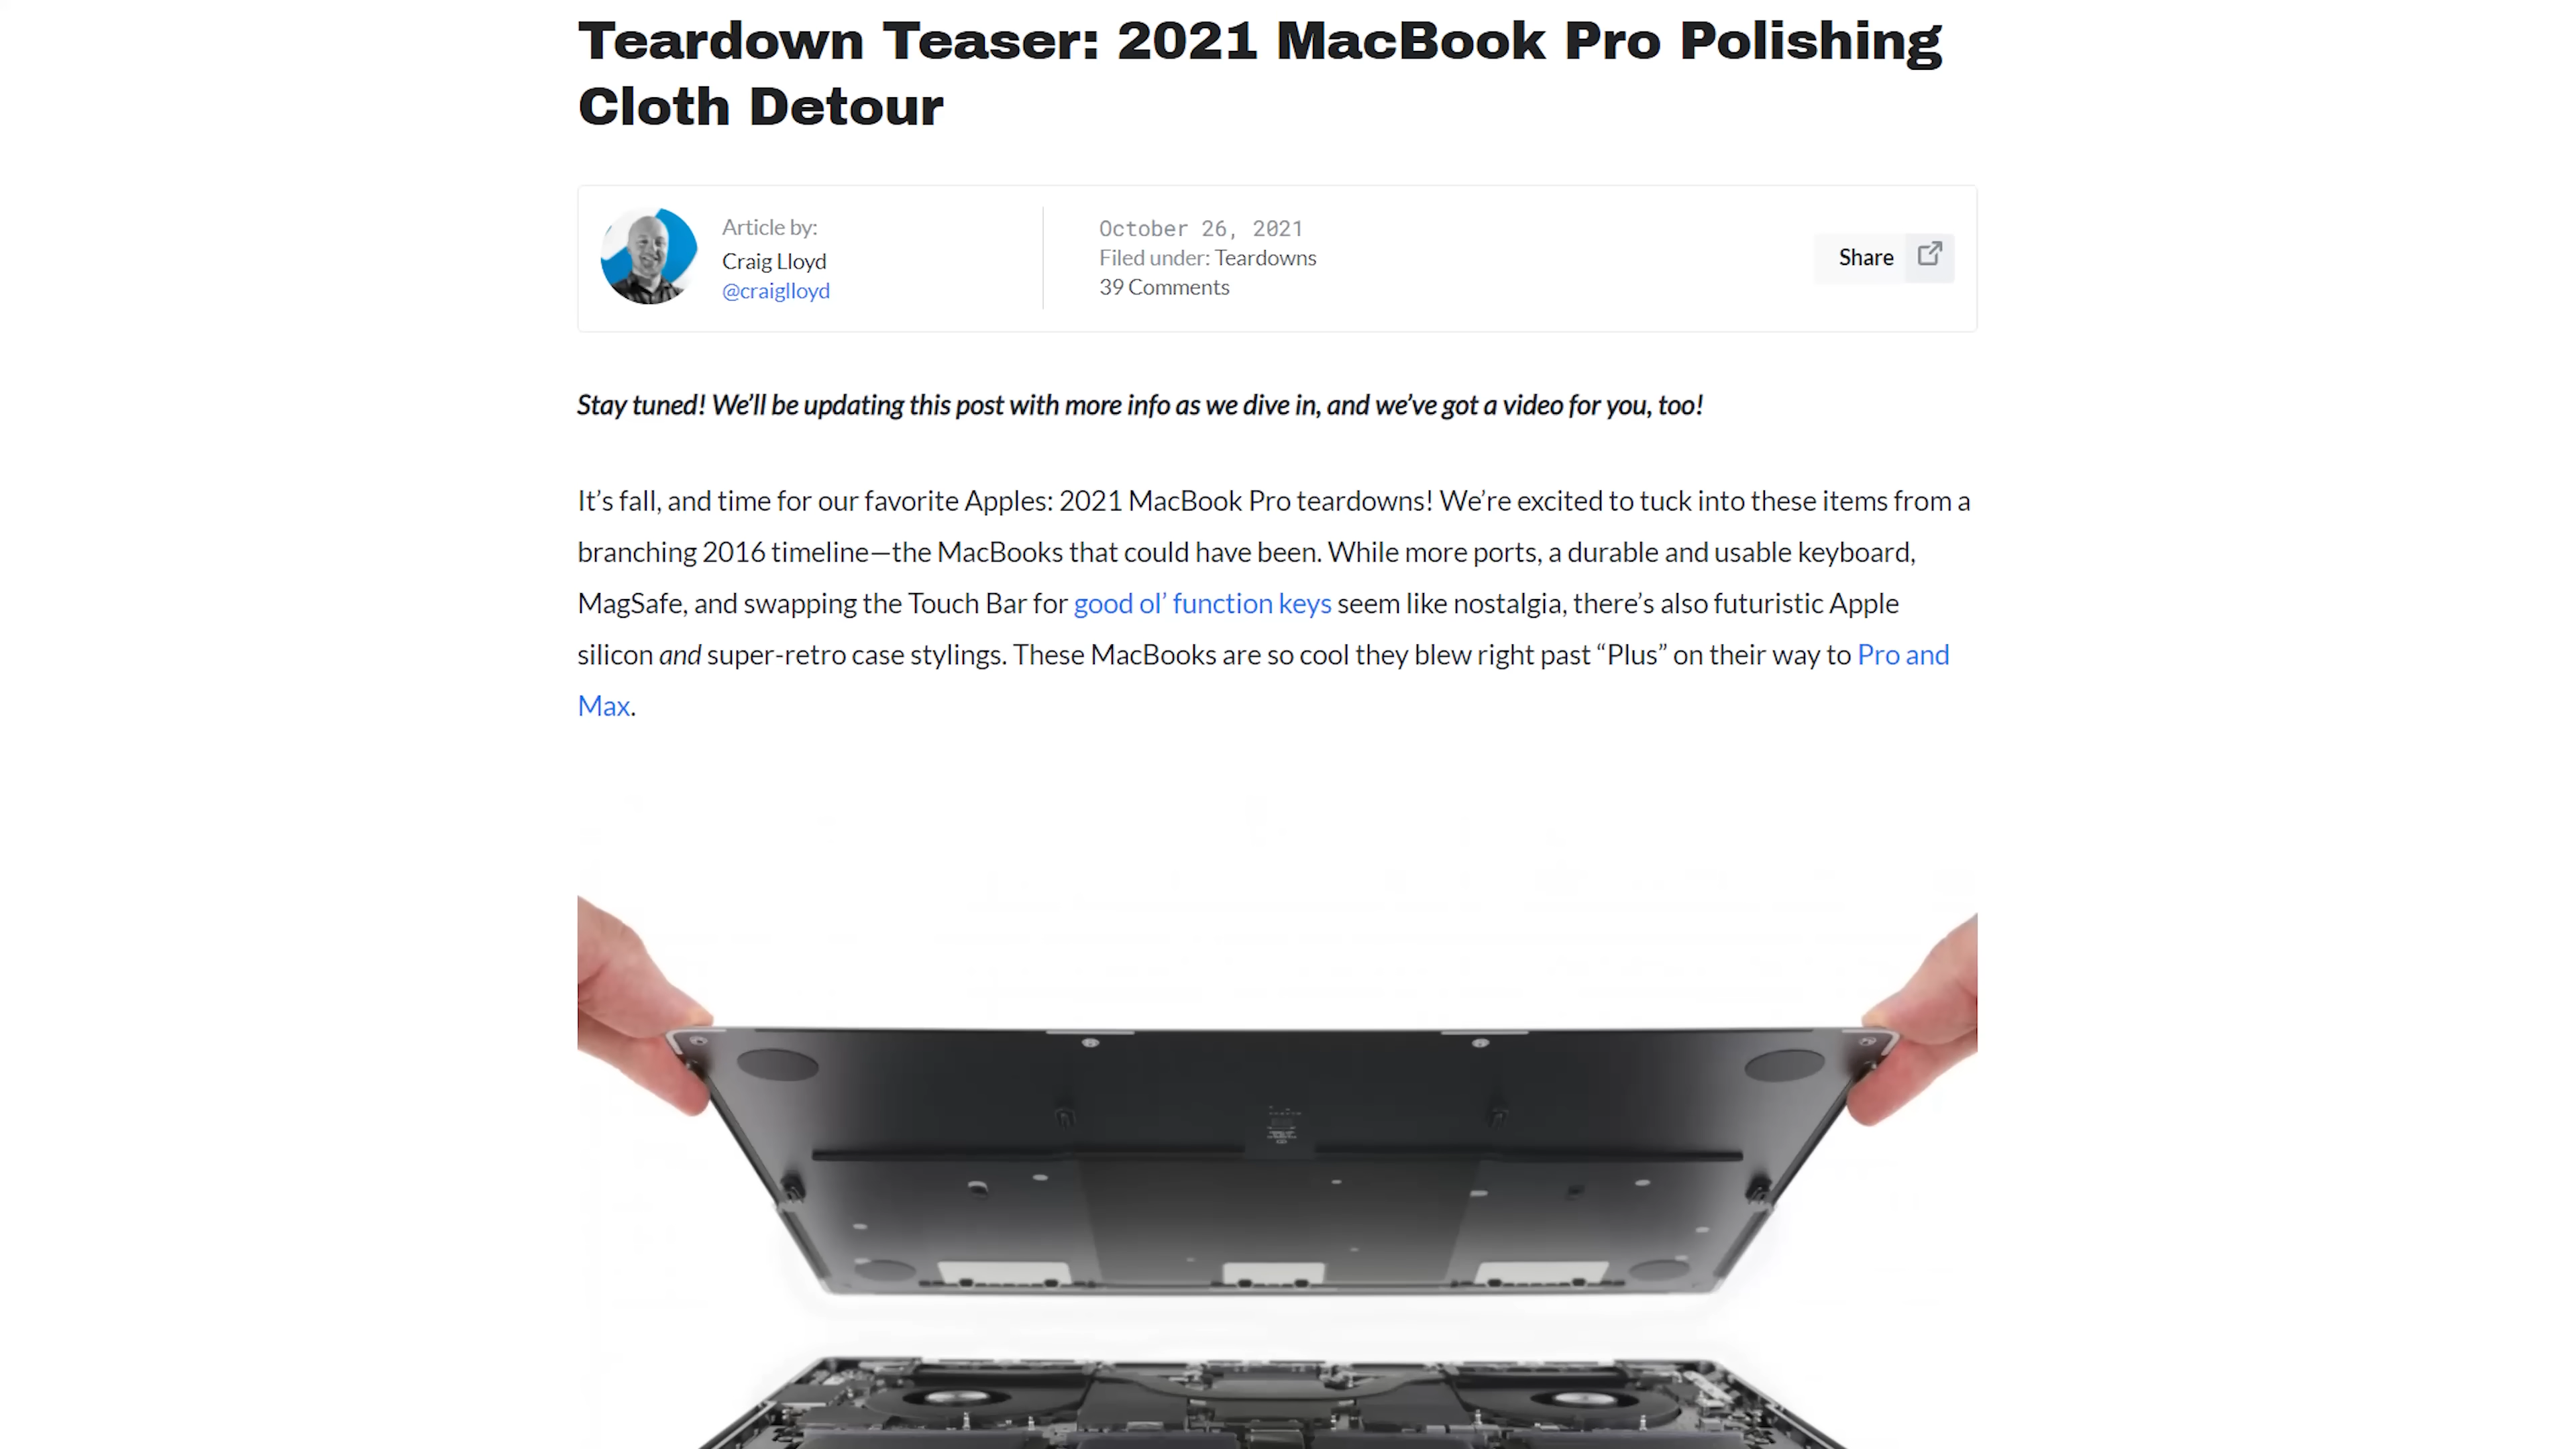 Teardown Teaser: 2021 MacBook Pro Polishing
Cloth Detour
Article by:
Craig Lloyd
@craiglloyd
October 26, 2021
Filed under: Teardowns
39 Comments
Share
Stay tuned! We’ll be updating this post with more info as we dive in, and we’ve got a video for you, too!
It’s fall, and time for our favorite Apples: 2021 MacBook Pro teardowns! We’re excited to tuck into these items from a
branching 2016 timeline—the MacBooks that could have been. While more ports, a durable and usable keyboard,
MagSafe, and swapping the Touch Bar for good ol’ function keys seem like nostalgia, there’s also futuristic Apple
silicon and super-retro case stylings. These MacBooks are so cool they blew right past “Plus” on their way to Pro and
Max.